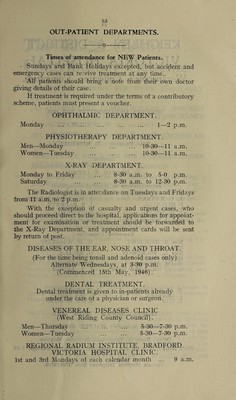 88
OUT-PATIENT DEPARTMENTS.
Times of attendance for NEW Patients.
Sundays and Bank Holidays excepted, but accident and
emergency cases can receive treatment at any time.
All patients should bring a note from their own doctor
giving details of their case.
If treatment is required under the terms of a contributory
scheme, patients must present a voucher.
OPHTHALMIC DEPARTMENT.
Monday ... ... ... ... 1—2 p.m.
PHYSIOTHERAPY DEPARTMENT.
Men—Monday ... ... ... 10-30—11 a.m.
Women—Tuesday ... ... ... 10-30—11 a.m.
X-RAY DEPARTMENT.
Monday to Friday ... 8-30 a.m. to 5-0 p.m.
Saturday ... 8-30 a.m. to 12-30 p.m.
The Radiologist is in attendance on Tuesdays and Fridays
from 11 a.m. to 2 p.m.
With the exception of casualty and urgent cases, who
should proceed direct to the hospital, applications for appoint-
ment for examination or treatment should be forwarded to
the X-Ray Department, and appointment cards will be sent
by return of post.
DISEASES OF THE EAR, NOSE AND THROAT.
(For the time being tonsil and adenoid cases only)
Alternate Wednesdays, at 3-30 p.m.
(Commenced 15th May, 1946).
DENTAL TREATMENT.
Dental treatment is given to in-patients already
under the care of a physician or surgeon.
VENEREAL DISEASES CLINIC
(West Riding County Council).
Men—Thursday ... ... ... 5-30—7-30 p.m.
Women—Tuesday ... ... ... 5-30—7-30 p.m.
REGIONAL RADIUM INSTITUTE, BRADFORD.
VICTORIA HOSPITAL CLINIC.
1st and 3rd Mondays of each calendar month ... 9 a.m.